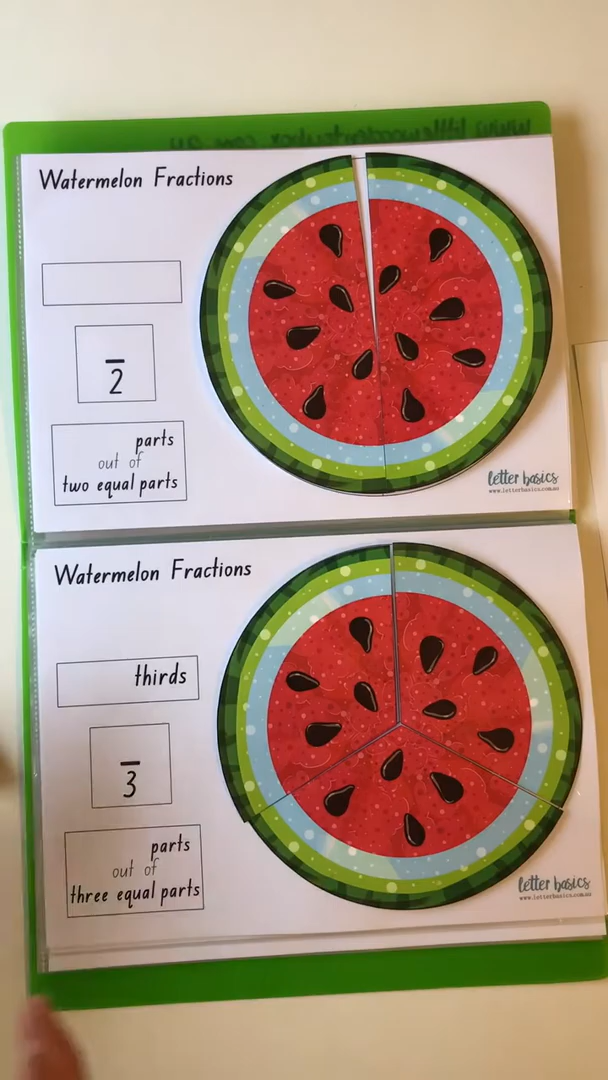 Watermelon Fractions
2
parts
out of
two equal parts
letter basics
www.letterbasics.com.au
Watermelon Fractions
thirds
3
parts
out of
three equal parts
letter basics
www.letterbasics.com.au